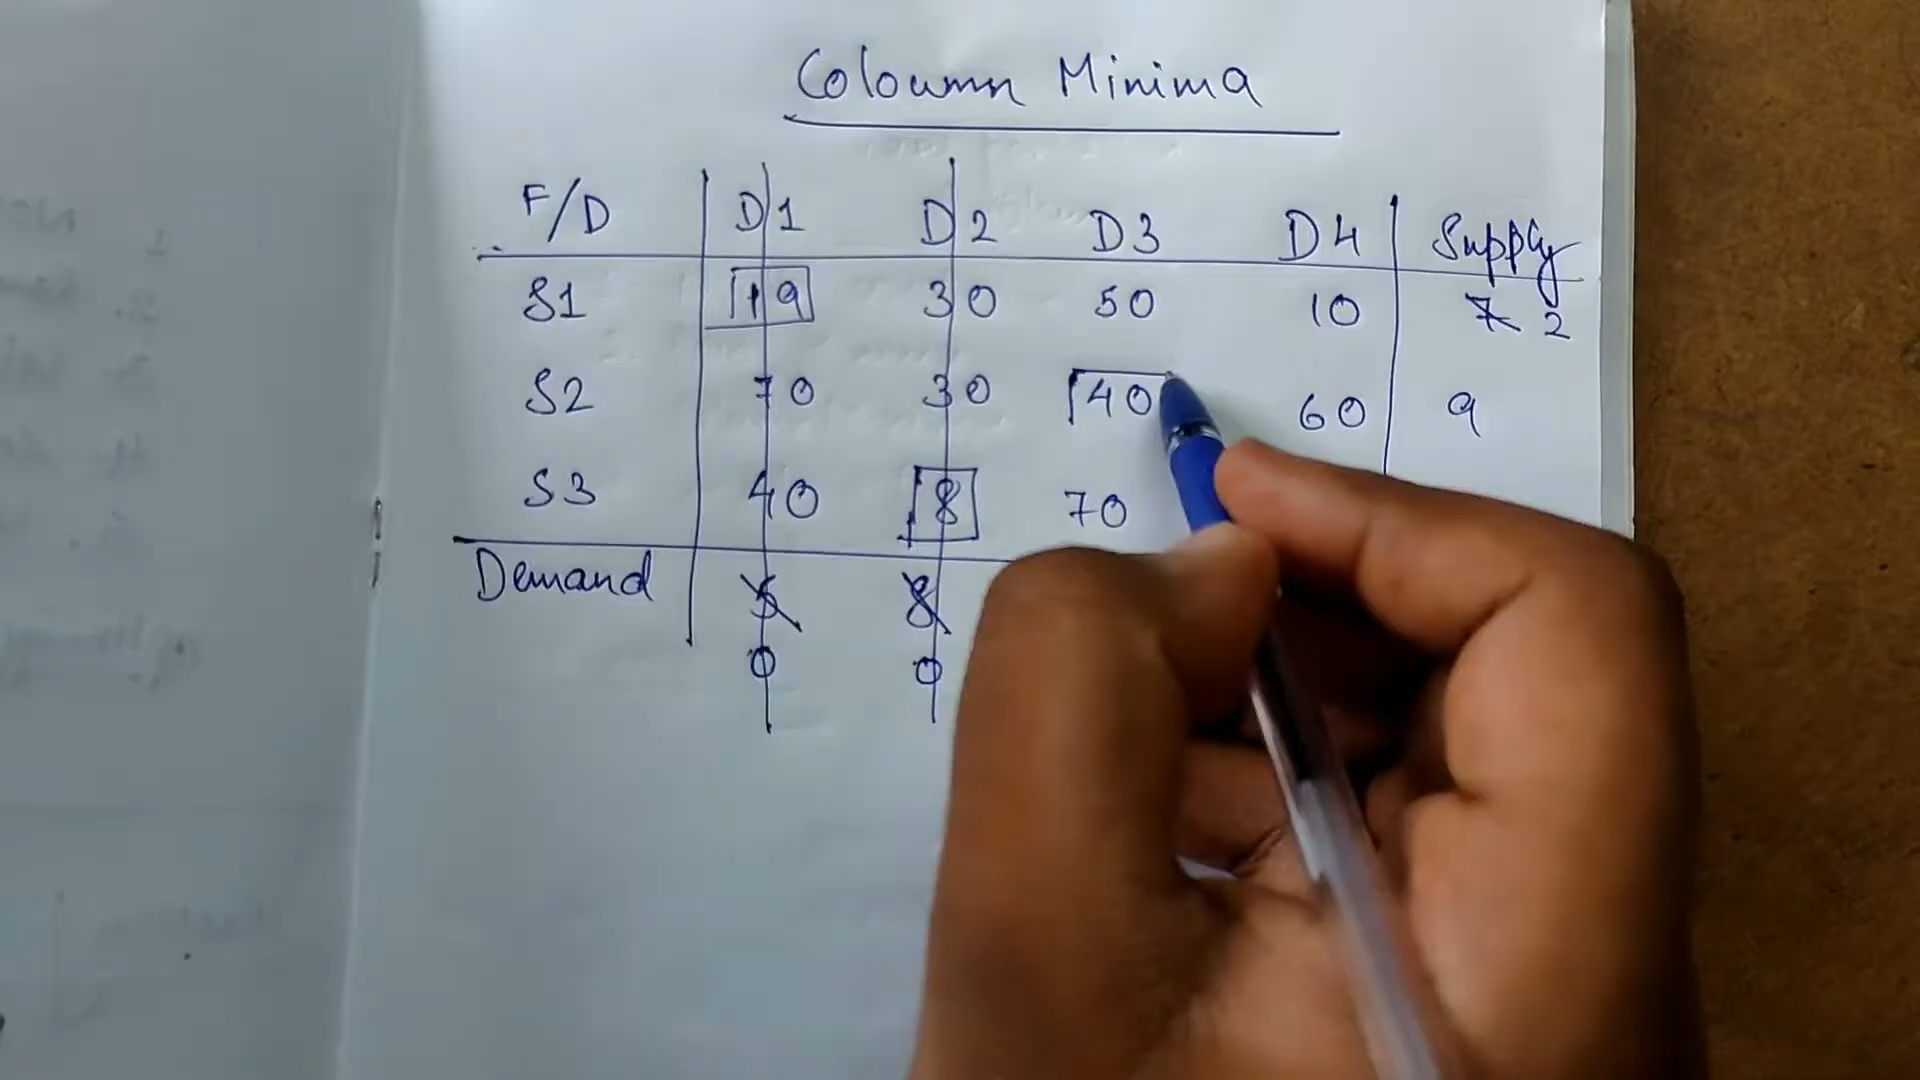 Coloumn Minima
F/D D1 D2 D3 D4 Supply
S1 19 30 50 10 7 2
S2 70 30 40 60 9
S3 40 8 70
Demand 5 8
0 0